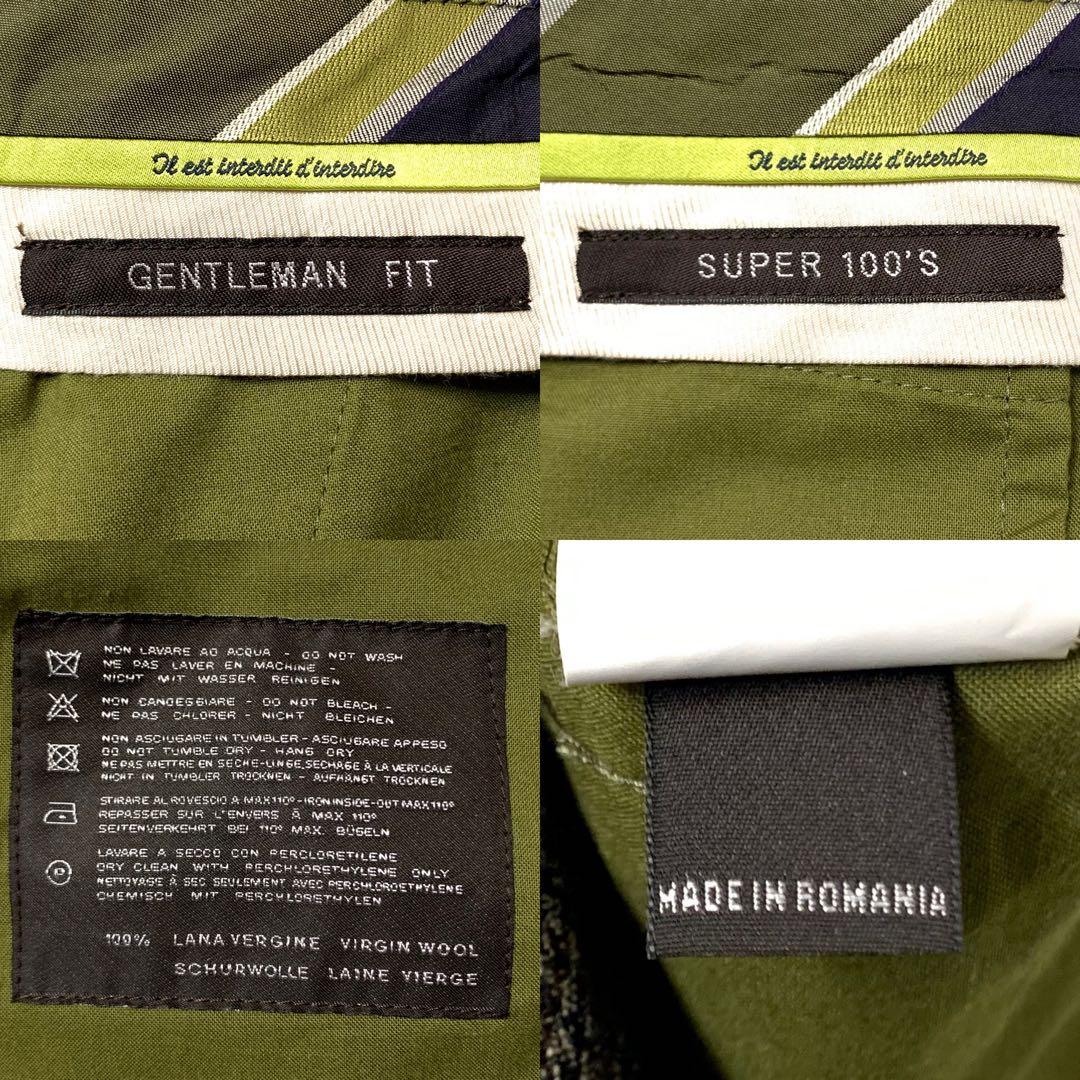 Il est interdit d'interdire
GENTLEMAN FIT
Il est interdit d'interdire
SUPER 100'S
NON LAVARE AD ACQUA - DO NOT WASH
NE PAS LAVER EN MACHINE -
NICHT MIT WASSER REINIGEN
NON CANDEGGIARE - DO NOT BLEACH -
NE PAS CHLORER - NICHT BLEICHEN
NON ASCIUGARE IN TUMBLER - ASCIUGARE APPESO
DO NOT TUMBLE DRY - HANG DRY
NE PAS METTRE EN SECHE-LINGE, SECHAGE À LA VERTICALE
NICHT IN TUMBLER TROCKNEN - AUFHÄNGT TROCKNEN
STIRARE AL ROVESCIO A MAX 110° - IRON INSIDE-OUT MAX 110°
REPASSER SUR L'ENVERS À MAX 110°
SEITENVERKEHRT BEI 110° MAX. BÜGELN
P
LAVARE A SECCO CON PERCLORETILENE
DRY CLEAN WITH PERCHLORETHYLENE ONLY
NETTOYAGE À SEC SEULEMENT AVEC PERCHLOROETHYLENE
CHEMISCH MIT PERCHLORETHYLEN
100% LANA VERGINE VIRGIN WOOL
SCHURWOLLE LAINE VIERGE
MADE IN ROMANIA